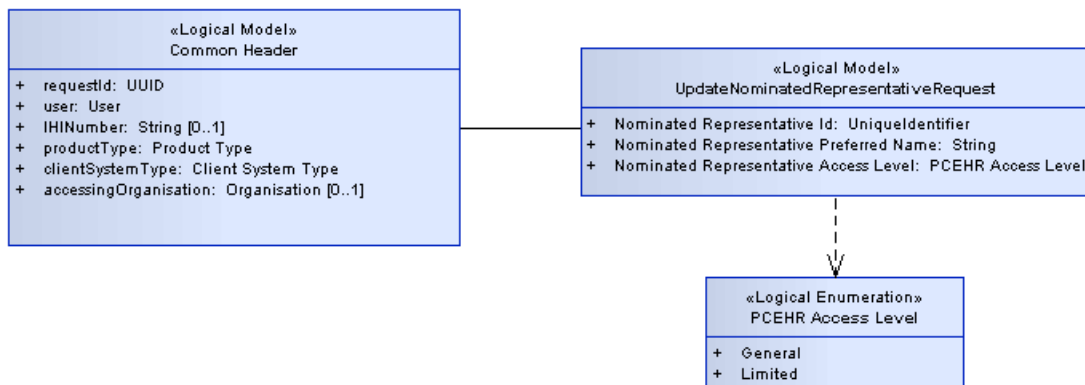 «Logical Model»
Common Header
+ requestId: UUID
+ user: User
+ IHINumber: String [0..1]
+ productType: Product Type
+ clientSystemType: Client System Type
+ accessingOrganisation: Organisation [0..1]
«Logical Model»
UpdateNominatedRepresentativeRequest
+ Nominated Representative Id: UniqueIdentifier
+ Nominated Representative Preferred Name: String
+ Nominated Representative Access Level: PCEHR Access Level
«Logical Enumeration»
PCEHR Access Level
+ General
+ Limited